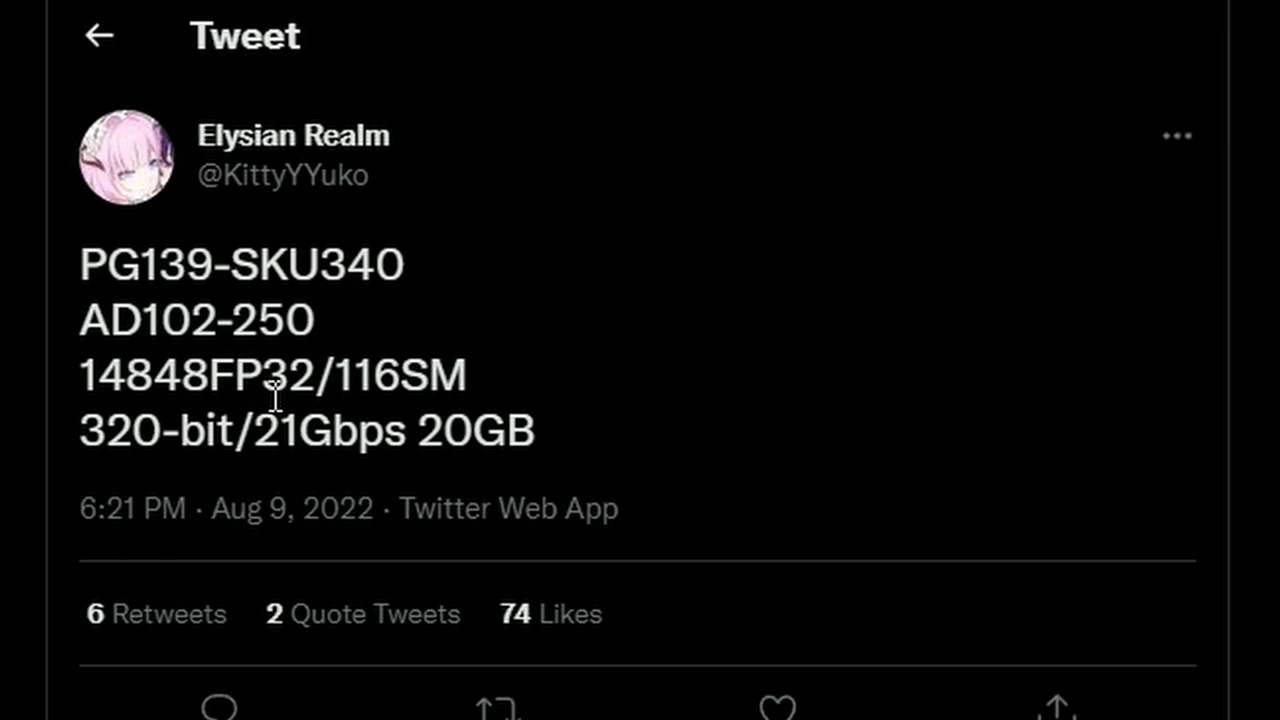 Tweet
Elysian Realm
@KittyYYuko
PG139-SKU340
AD102-250
14848FP32/116SM
320-bit/21Gbps 20GB
6:21 PM · Aug 9, 2022 · Twitter Web App
6 Retweets 2 Quote Tweets 74 Likes